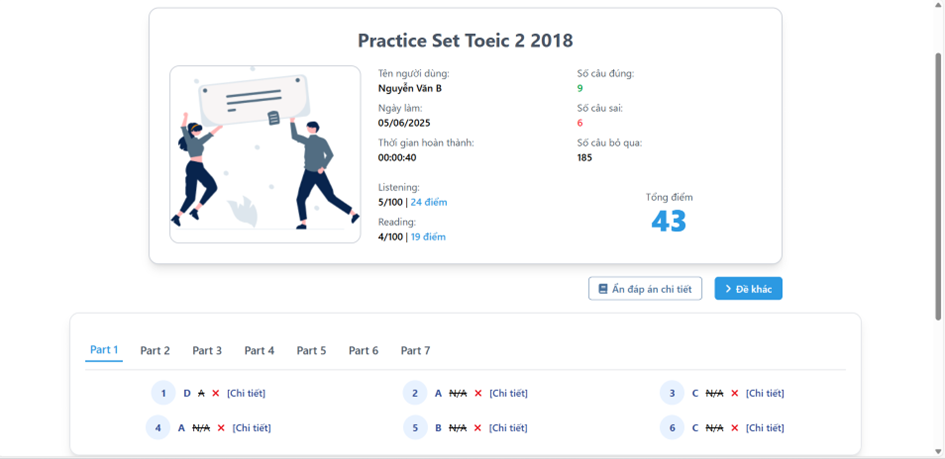 Practice Set Toeic 2 2018
Tên người dùng:
Nguyễn Văn B
Ngày làm:
05/06/2025
Thời gian hoàn thành:
00:00:40
Số câu đúng:
9
Số câu sai:
6
Số câu bỏ qua:
185
Listening:
5/100 | 24 điểm
Reading:
4/100 | 19 điểm
Tổng điểm
43
Ẩn đáp án chi tiết
Đề khác
Part 1 Part 2 Part 3 Part 4 Part 5 Part 6 Part 7
1 D A × [Chi tiết] 2 A N/A × [Chi tiết] 3 C N/A × [Chi tiết]
4 A N/A × [Chi tiết] 5 B N/A × [Chi tiết] 6 C N/A × [Chi tiết]